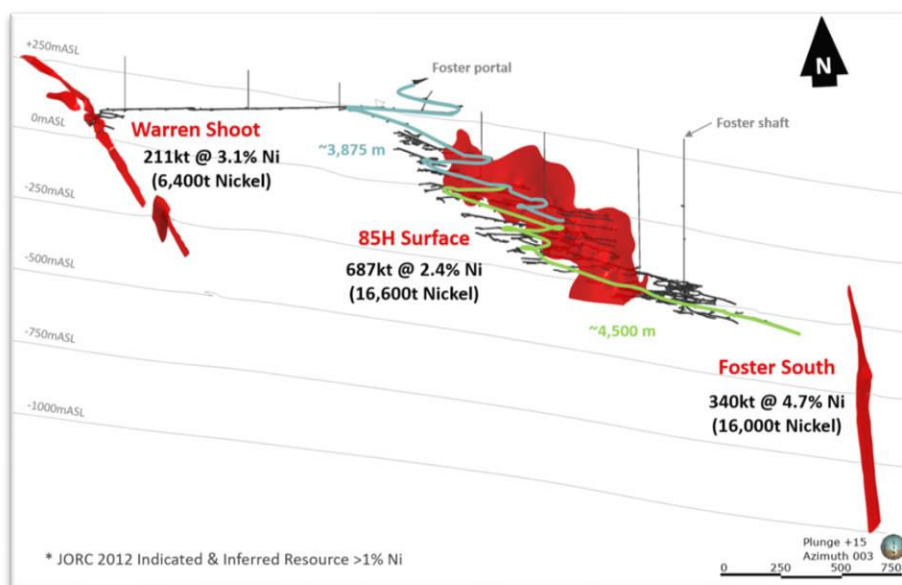 +250mASL
Foster portal
N
0mASL
Warren Shoot
211kt @ 3.1% Ni
(6,400t Nickel)
~3,875 m
Foster shaft
-250mASL
85H Surface
687kt @ 2.4% Ni
(16,600t Nickel)
-500mASL
~4,500 m
-750mASL
Foster South
340kt @ 4.7% Ni
(16,000t Nickel)
-1000mASL
* JORC 2012 Indicated & Inferred Resource >1% Ni
Plunge +15
Azimuth 003
0 250 500 750